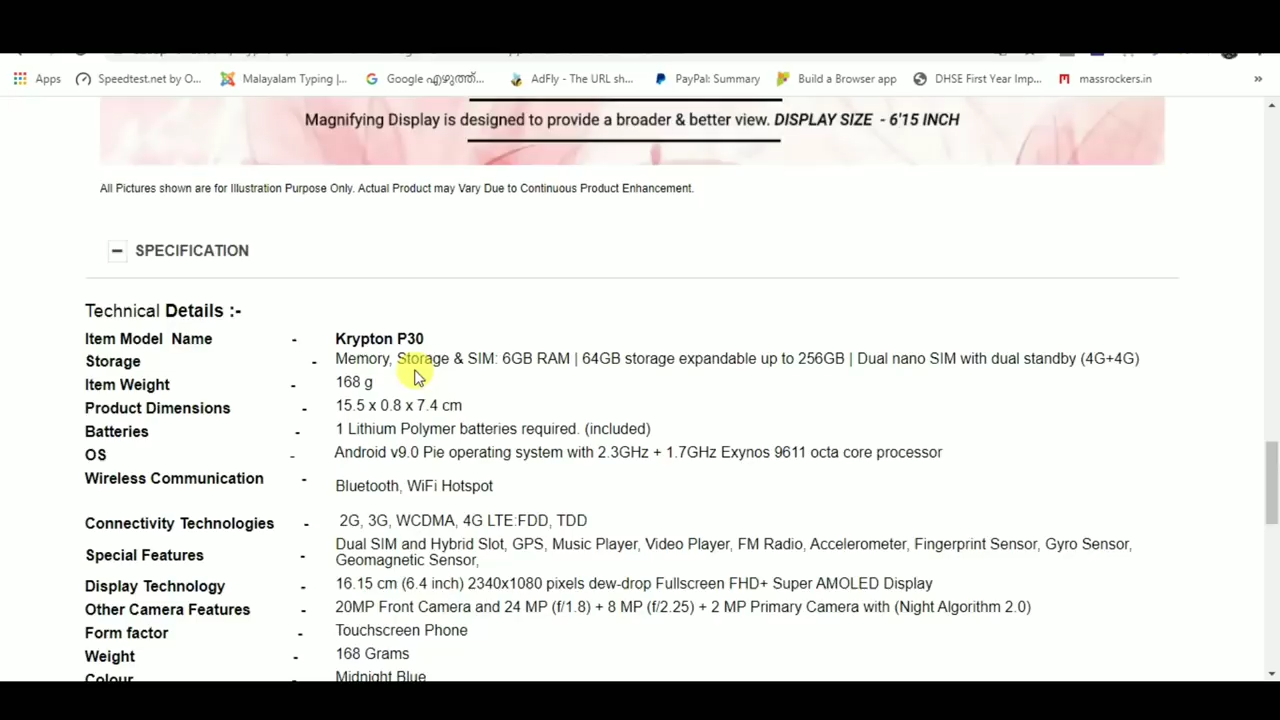 Apps Speedtest.net by O... Malayalam Typing |... Google എഴുത്ത്... AdFly - The URL sh... PayPal: Summary Build a Browser app DHSE First Year Imp... massrockers.in »
Magnifying Display is designed to provide a broader & better view. DISPLAY SIZE - 6'15 INCH
All Pictures shown are for Illustration Purpose Only. Actual Product may Vary Due to Continuous Product Enhancement.
SPECIFICATION
Technical Details :-
Item Model Name - Krypton P30
Storage - Memory, Storage & SIM: 6GB RAM | 64GB storage expandable up to 256GB | Dual nano SIM with dual standby (4G+4G)
Item Weight - 168 g
Product Dimensions - 15.5 x 0.8 x 7.4 cm
Batteries - 1 Lithium Polymer batteries required. (included)
OS - Android v9.0 Pie operating system with 2.3GHz + 1.7GHz Exynos 9611 octa core processor
Wireless Communication - Bluetooth, WiFi Hotspot
Connectivity Technologies - 2G, 3G, WCDMA, 4G LTE:FDD, TDD
Special Features - Dual SIM and Hybrid Slot, GPS, Music Player, Video Player, FM Radio, Accelerometer, Fingerprint Sensor, Gyro Sensor,
Geomagnetic Sensor,
Display Technology - 16.15 cm (6.4 inch) 2340x1080 pixels dew-drop Fullscreen FHD+ Super AMOLED Display
Other Camera Features - 20MP Front Camera and 24 MP (f/1.8) + 8 MP (f/2.25) + 2 MP Primary Camera with (Night Algorithm 2.0)
Form factor - Touchscreen Phone
Weight - 168 Grams
Colour - Midnight Blue